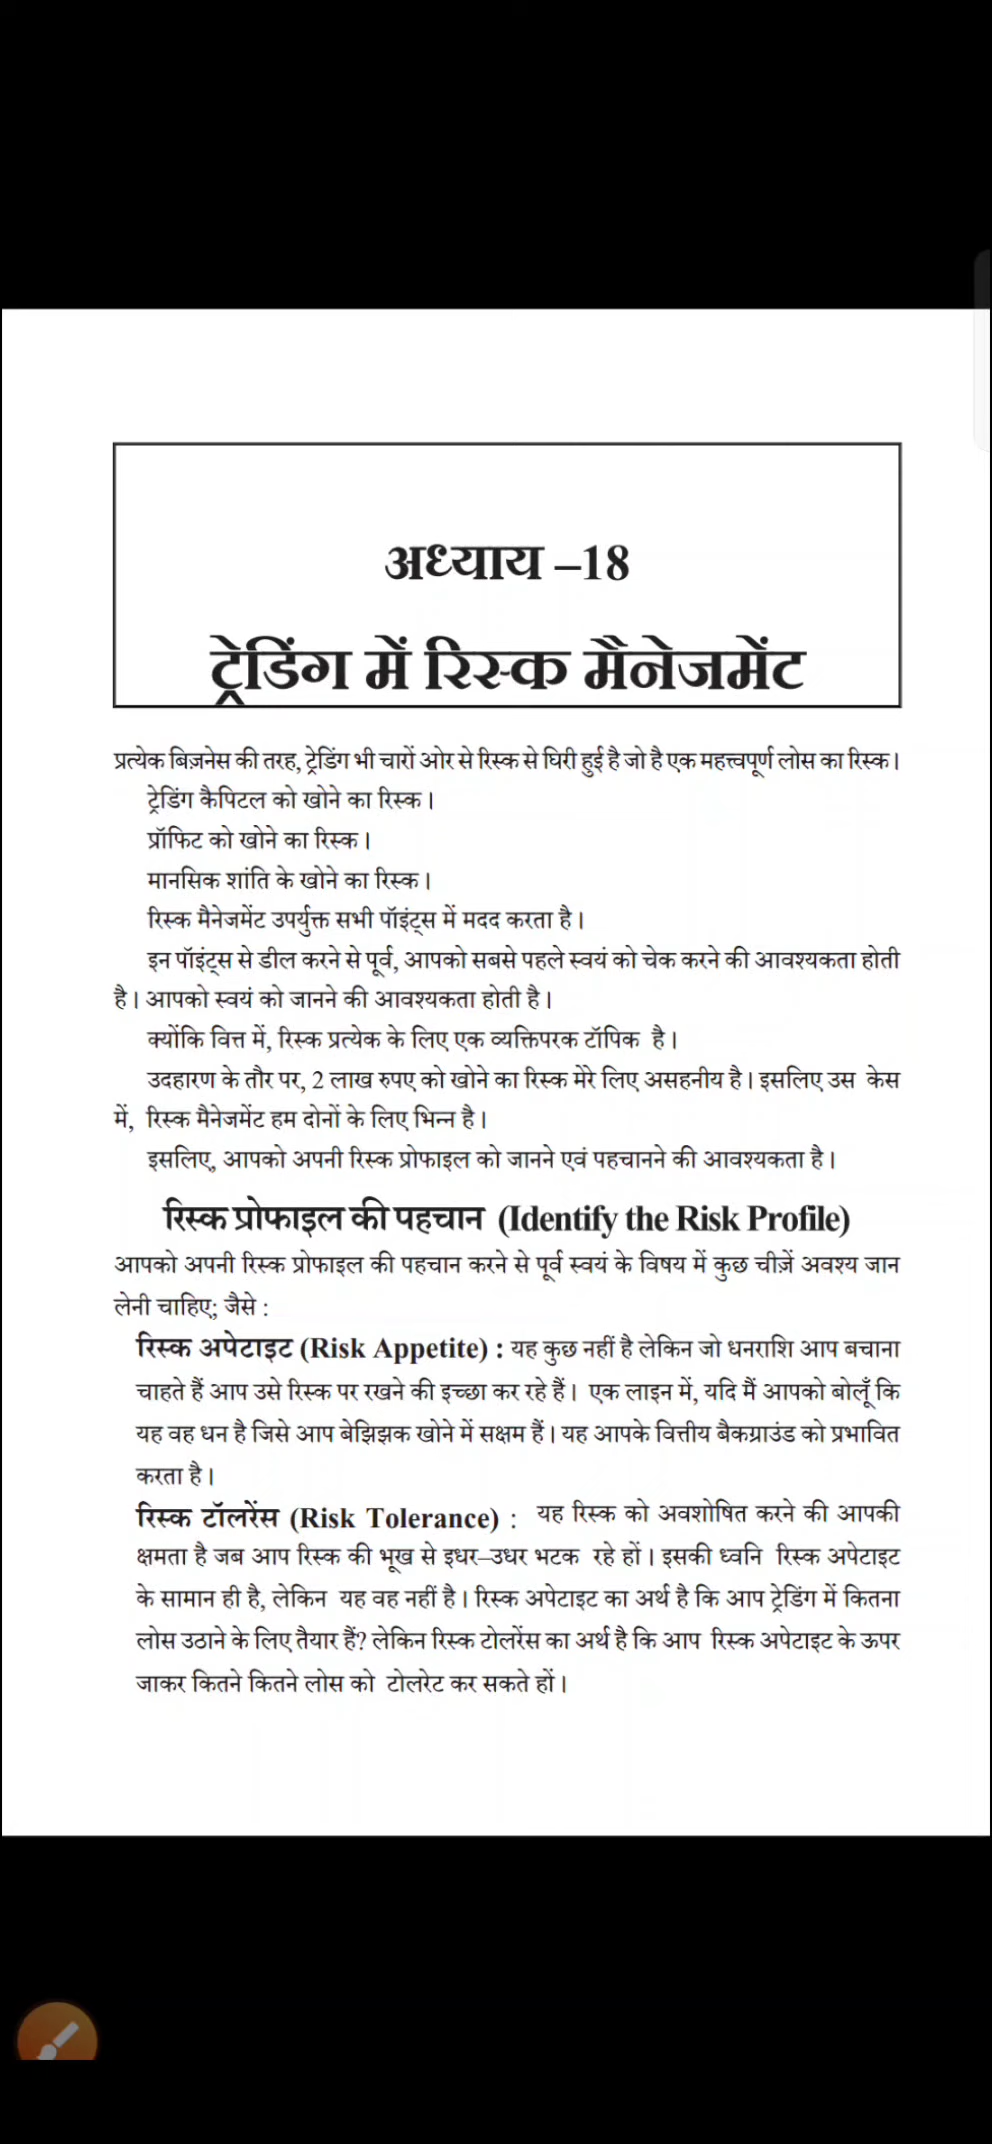 अध्याय –18
ट्रेडिंग में रिस्क मैनेजमेंट
प्रत्येक बिज़नेस की तरह, ट्रेडिंग भी चारों ओर से रिस्क से घिरी हुई है जो है एक महत्त्वपूर्ण लोस का रिस्क।
ट्रेडिंग कैपिटल को खोने का रिस्क।
प्रॉफिट को खोने का रिस्क।
मानसिक शांति के खोने का रिस्क।
रिस्क मैनेजमेंट उपर्युक्त सभी पॉइंट्स में मदद करता है।
इन पॉइंट्स से डील करने से पूर्व, आपको सबसे पहले स्वयं को चेक करने की आवश्यकता होती
है। आपको स्वयं को जानने की आवश्यकता होती है।
क्योंकि वित्त में, रिस्क प्रत्येक के लिए एक व्यक्तिपरक टॉपिक है।
उदहारण के तौर पर, 2 लाख रुपए को खोने का रिस्क मेरे लिए असहनीय है। इसलिए उस केस
में, रिस्क मैनेजमेंट हम दोनों के लिए भिन्न है।
इसलिए, आपको अपनी रिस्क प्रोफाइल को जानने एवं पहचानने की आवश्यकता है।
रिस्क प्रोफाइल की पहचान (Identify the Risk Profile)
आपको अपनी रिस्क प्रोफाइल की पहचान करने से पूर्व स्वयं के विषय में कुछ चीज़ें अवश्य जान
लेनी चाहिए; जैसे :
रिस्क अपेटाइट (Risk Appetite) : यह कुछ नहीं है लेकिन जो धनराशि आप बचाना
चाहते हैं आप उसे रिस्क पर रखने की इच्छा कर रहे हैं। एक लाइन में, यदि मैं आपको बोलूँ कि
यह वह धन है जिसे आप बेझिझक खोने में सक्षम हैं। यह आपके वित्तीय बैकग्राउंड को प्रभावित
करता है।
रिस्क टॉलरेंस (Risk Tolerance) : यह रिस्क को अवशोषित करने की आपकी
क्षमता है जब आप रिस्क की भूख से इधर–उधर भटक रहे हों। इसकी ध्वनि रिस्क अपेटाइट
के सामान ही है, लेकिन यह वह नहीं है। रिस्क अपेटाइट का अर्थ है कि आप ट्रेडिंग में कितना
लोस उठाने के लिए तैयार हैं? लेकिन रिस्क टोलरेंस का अर्थ है कि आप रिस्क अपेटाइट के ऊपर
जाकर कितने कितने लोस को टोलरेट कर सकते हों।